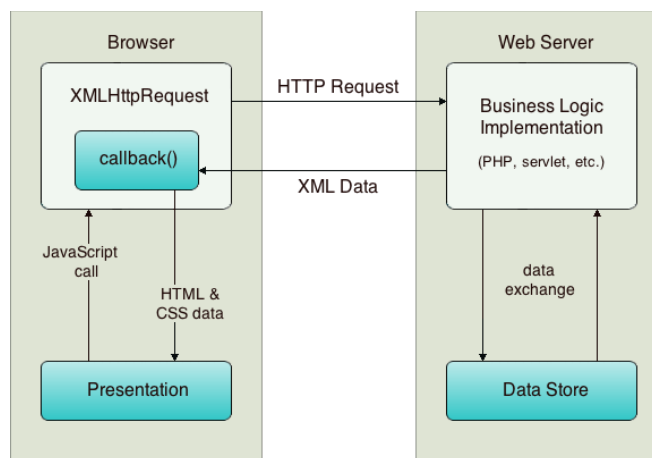 Browser
Web Server
XMLHttpRequest
HTTP Request
Business Logic
Implementation
(PHP, servlet, etc.)
callback()
XML Data
JavaScript
call
HTML &
CSS data
data
exchange
Presentation
Data Store